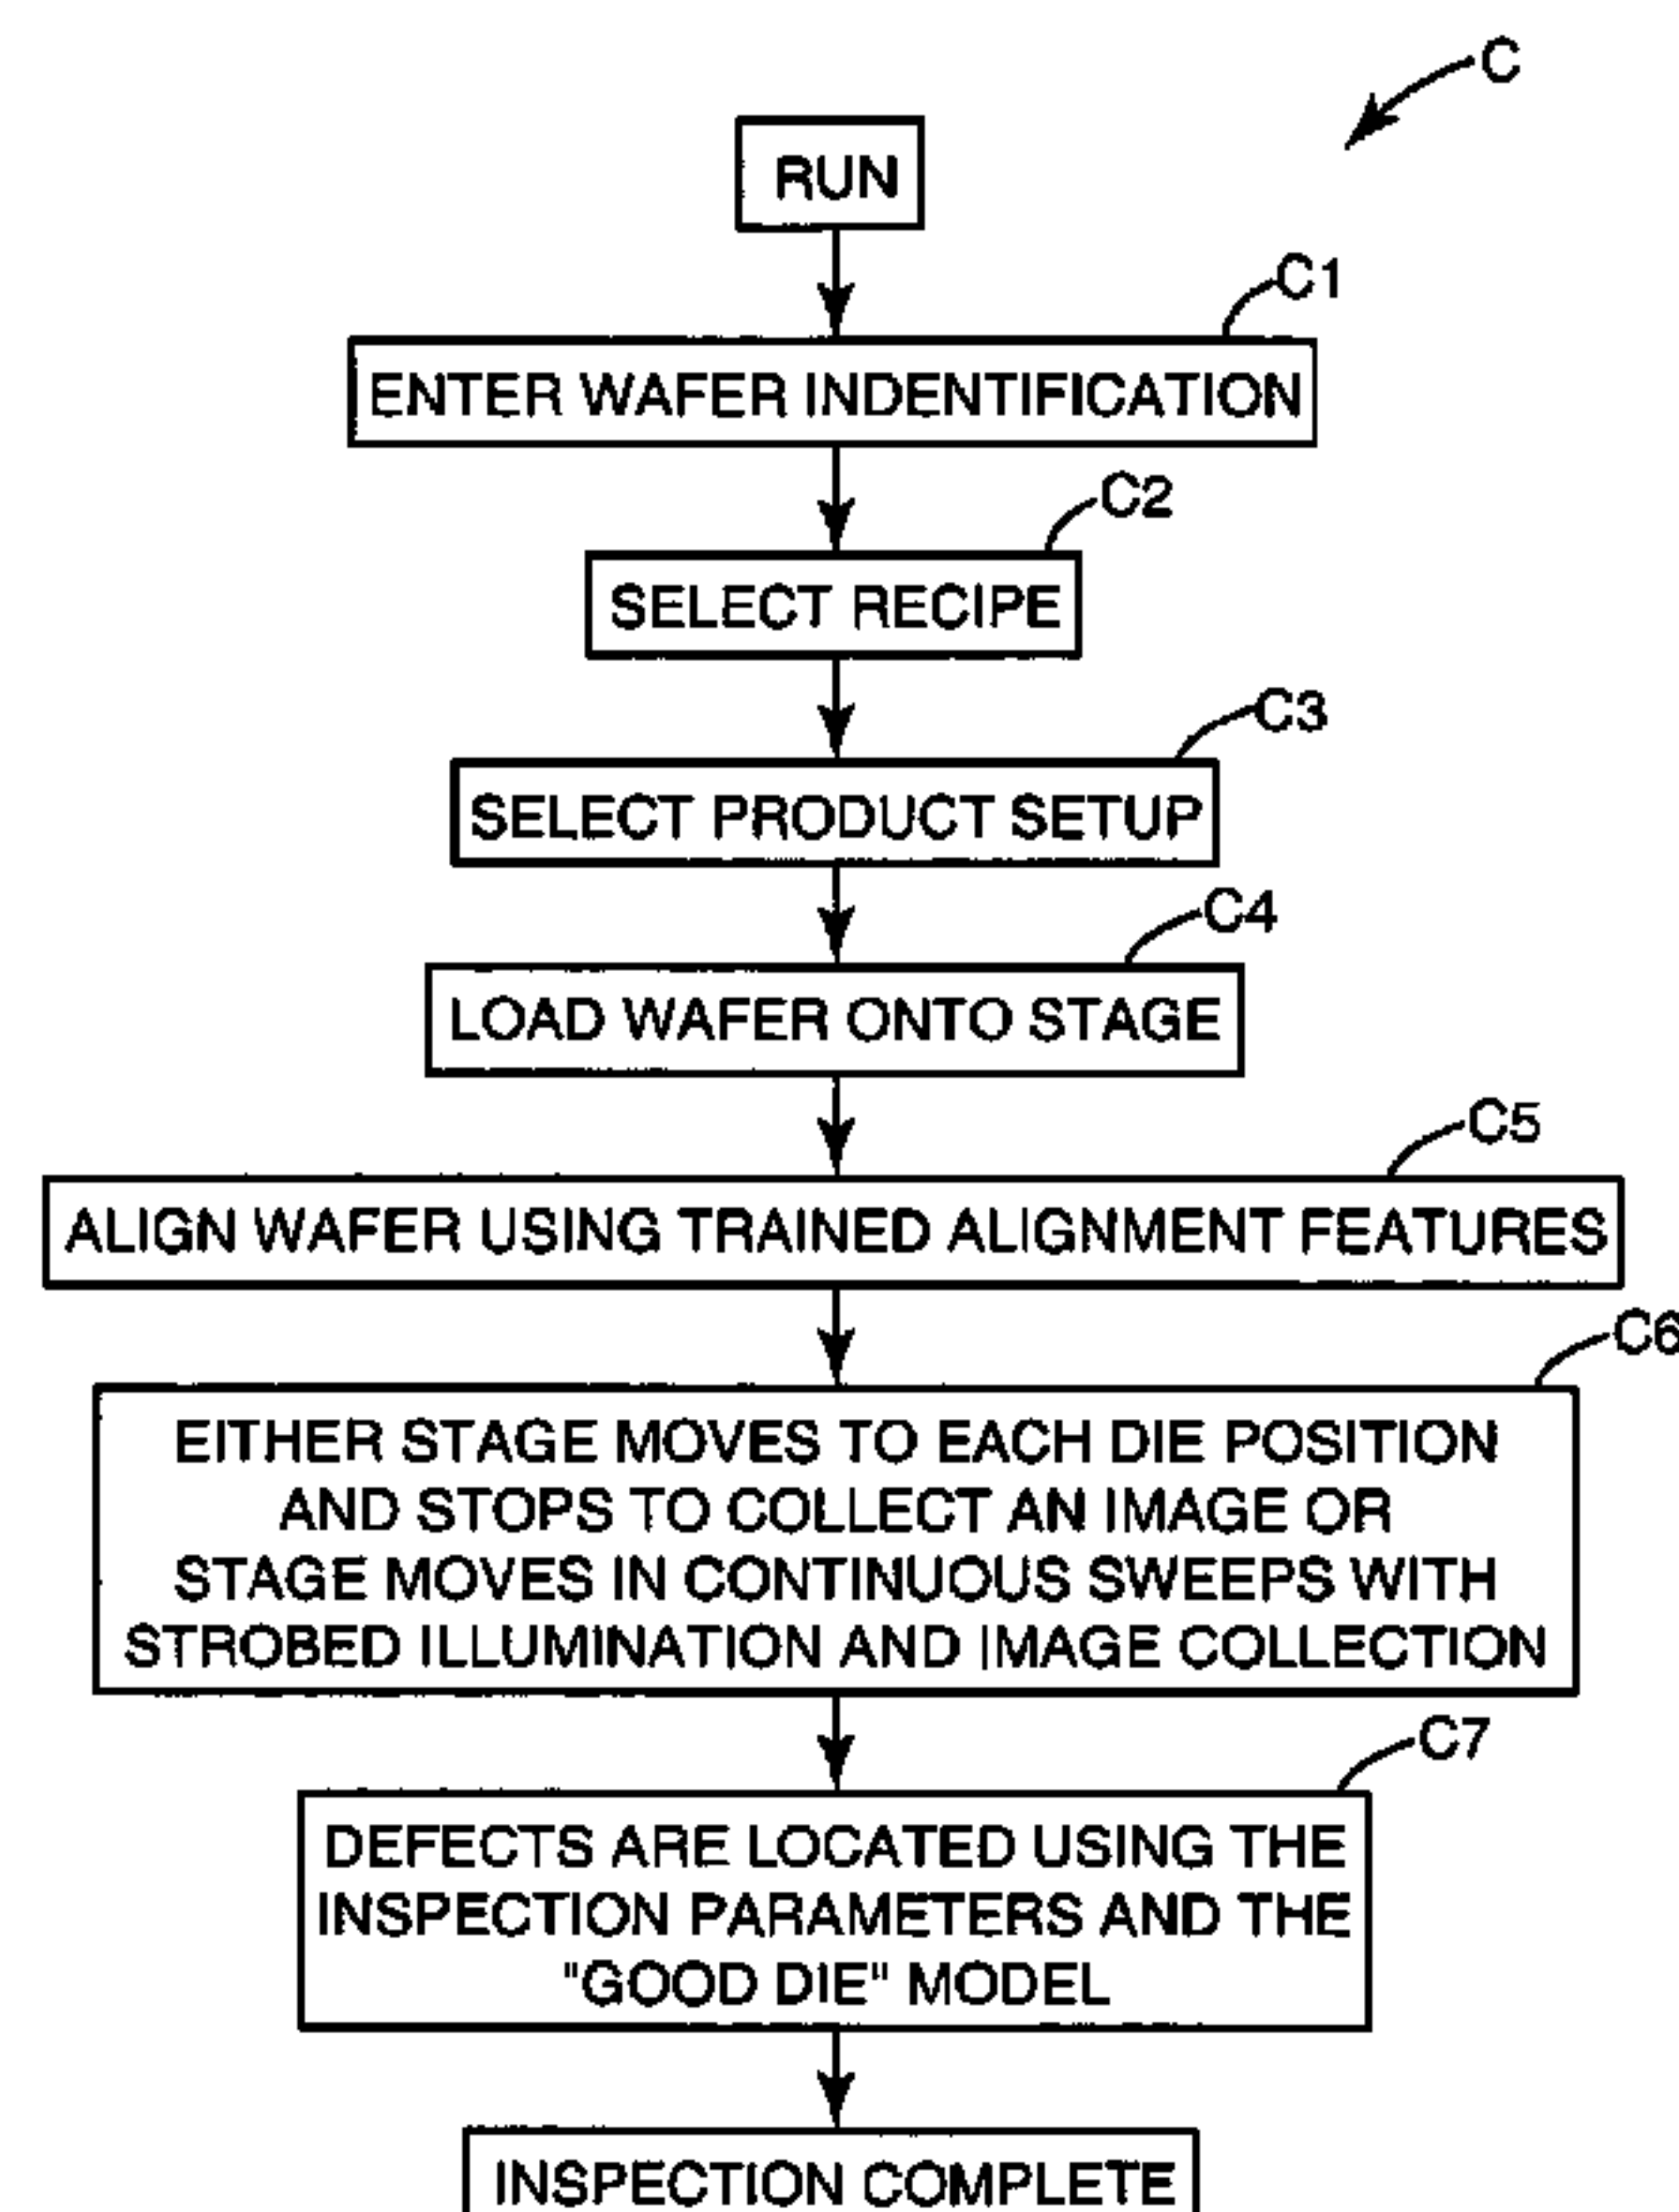 C
RUN
C1
ENTER WAFER INDENTIFICATION
C2
SELECT RECIPE
C3
SELECT PRODUCT SETUP
C4
LOAD WAFER ONTO STAGE
C5
ALIGN WAFER USING TRAINED ALIGNMENT FEATURES
C6
EITHER STAGE MOVES TO EACH DIE POSITION
AND STOPS TO COLLECT AN IMAGE OR
STAGE MOVES IN CONTINUOUS SWEEPS WITH
STROBED ILLUMINATION AND IMAGE COLLECTION
C7
DEFECTS ARE LOCATED USING THE
INSPECTION PARAMETERS AND THE
"GOOD DIE" MODEL
INSPECTION COMPLETE